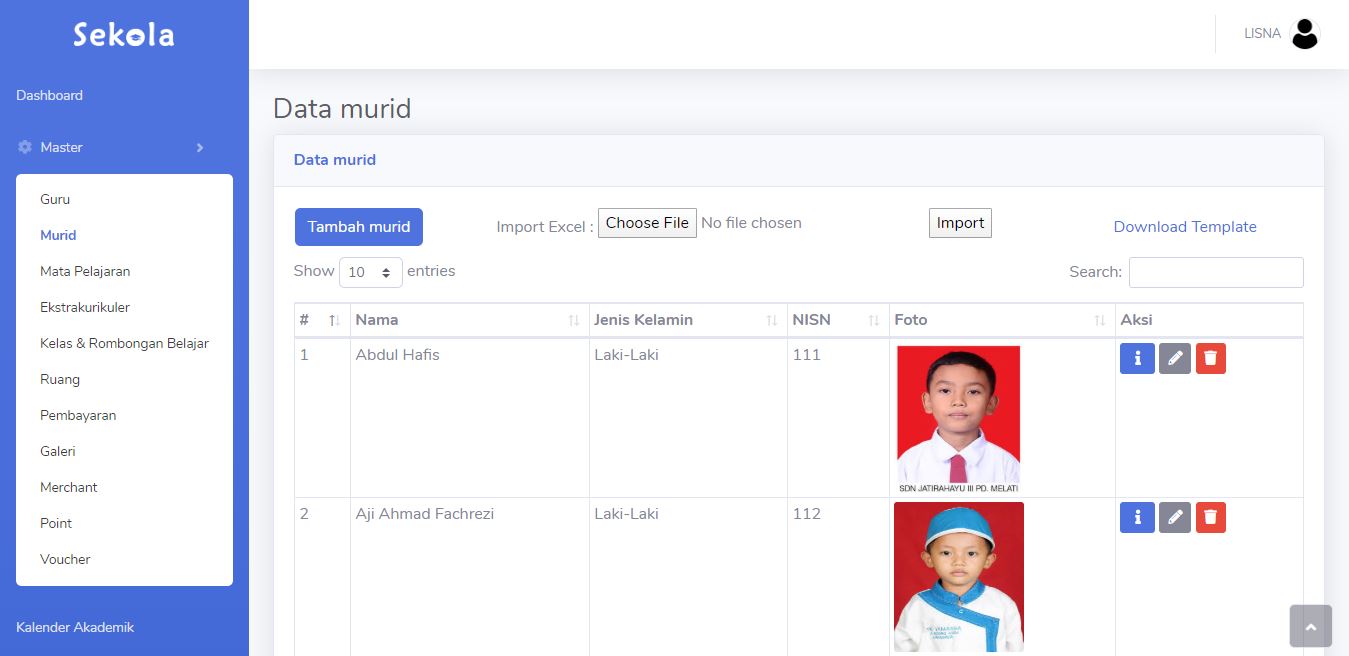 Sekola
LISNA
Dashboard
Master
Guru
Murid
Mata Pelajaran
Ekstrakurikuler
Kelas & Rombongan Belajar
Ruang
Pembayaran
Galeri
Merchant
Point
Voucher
Kalender Akademik
Data murid
Data murid
Tambah murid Import Excel : Choose File No file chosen Import Download Template
Show 10 entries Search:
# Nama Jenis Kelamin NISN Foto Aksi
1 Abdul Hafis Laki-Laki 111
SDN JATIRAHAYU III PD. MELATI
2 Aji Ahmad Fachrezi Laki-Laki 112